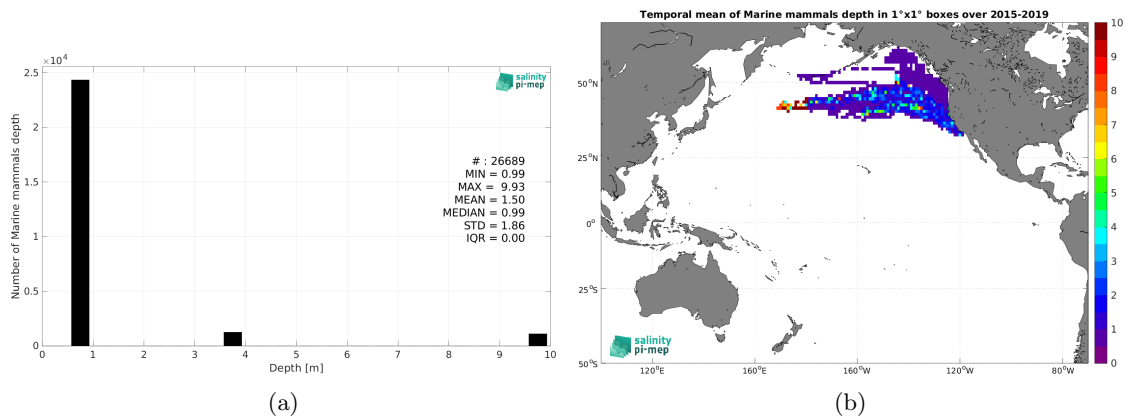 ×10⁴
2.5
2
1.5
1
0.5
0
0 1 2 3 4 5 6 7 8 9 10
Number of Marine mammals depth
Depth [m]
salinity
pi-mep
# : 26689
MIN = 0.99
MAX = 9.93
MEAN = 1.50
MEDIAN = 0.99
STD = 1.86
IQR = 0.00
(a)
Temporal mean of Marine mammals depth in 1°x1° boxes over 2015-2019
50°N
25°N
0°
25°S
50°S
120°E 160°E 160°W 120°W 80°W
10
9
8
7
6
5
4
3
2
1
0
salinity
pi-mep
(b)